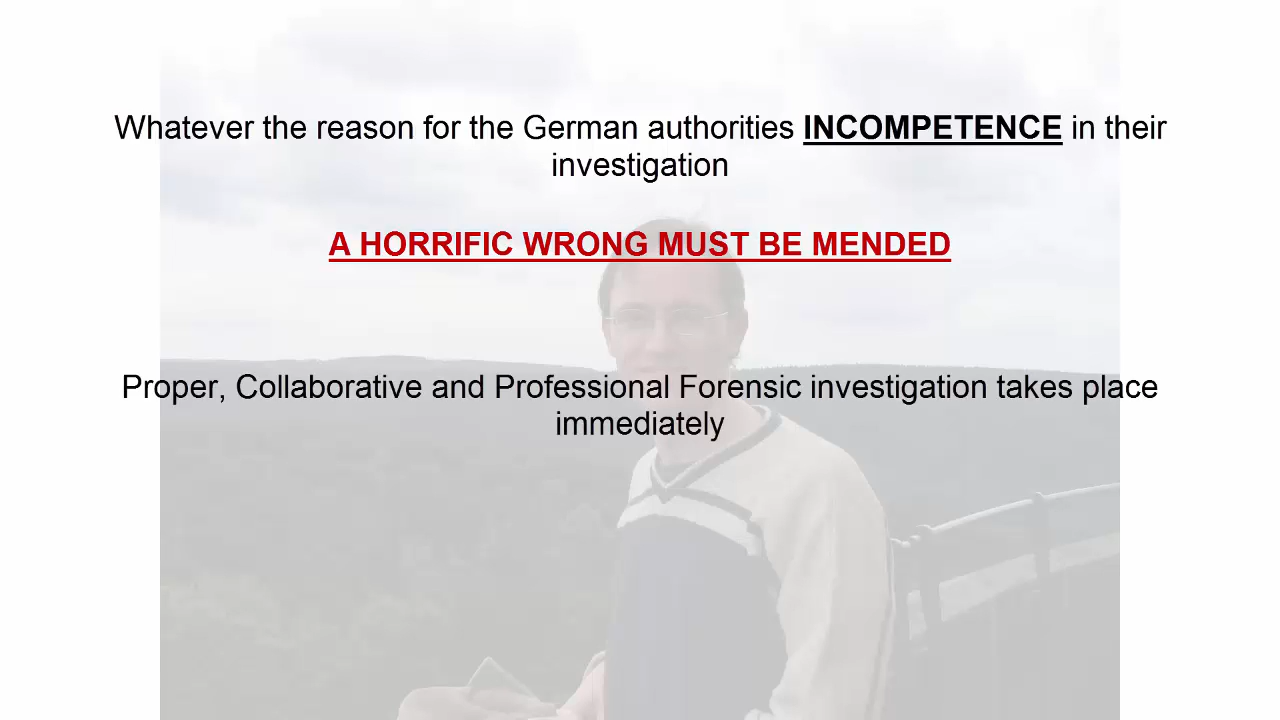 Whatever the reason for the German authorities INCOMPETENCE in their
investigation
A HORRIFIC WRONG MUST BE MENDED
Proper, Collaborative and Professional Forensic investigation takes place
immediately